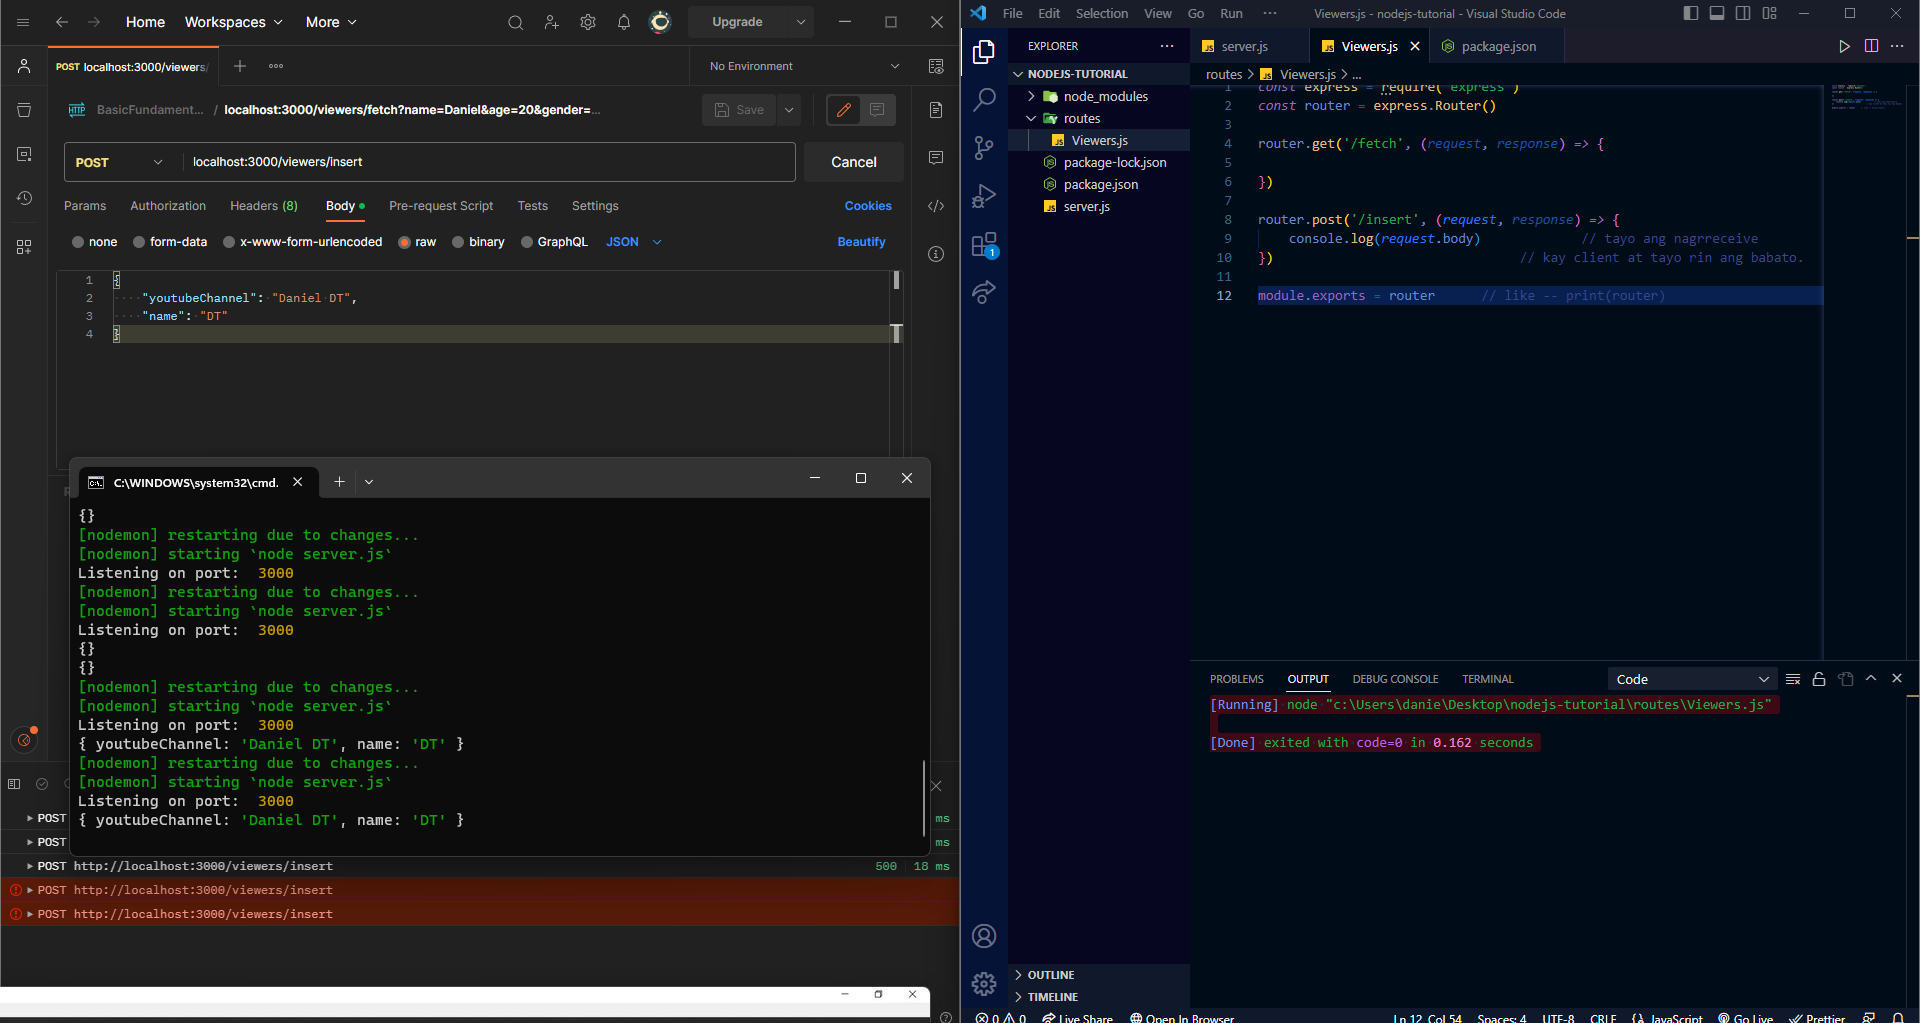 Home Workspaces More Upgrade
POST localhost:3000/viewers/
No Environment
HTTP BasicFundament... / localhost:3000/viewers/fetch?name=Daniel&age=20&gender=... Save
POST localhost:3000/viewers/insert Cancel
Params Authorization Headers (8) Body Pre-request Script Tests Settings Cookies
none form-data x-www-form-urlencoded raw binary GraphQL JSON Beautify
1 {
2 "youtubeChannel": "Daniel DT",
3 "name": "DT"
4 }
C:\WINDOWS\system32\cmd.
{}
[nodemon] restarting due to changes...
[nodemon] starting `node server.js`
Listening on port: 3000
[nodemon] restarting due to changes...
[nodemon] starting `node server.js`
Listening on port: 3000
{}
{}
[nodemon] restarting due to changes...
[nodemon] starting `node server.js`
Listening on port: 3000
{ youtubeChannel: 'Daniel DT', name: 'DT' }
[nodemon] restarting due to changes...
[nodemon] starting `node server.js`
Listening on port: 3000
{ youtubeChannel: 'Daniel DT', name: 'DT' }
POST ms
POST ms
POST http://localhost:3000/viewers/insert 500 18 ms
POST http://localhost:3000/viewers/insert
POST http://localhost:3000/viewers/insert
File Edit Selection View Go Run ... Viewers.js - nodejs-tutorial - Visual Studio Code
EXPLORER
NODEJS-TUTORIAL
node_modules
routes
Viewers.js
package-lock.json
package.json
server.js
1
OUTLINE
TIMELINE
server.js Viewers.js package.json
routes > Viewers.js > ...
1 const express = require('express')
2 const router = express.Router()
3
4 router.get('/fetch', (request, response) => {
5
6 })
7
8 router.post('/insert', (request, response) => {
9 console.log(request.body) // tayo ang nagrreceive
10 }) // kay client at tayo rin ang babato.
11
12 module.exports = router // like -- print(router)
PROBLEMS OUTPUT DEBUG CONSOLE TERMINAL Code
[Running] node "c:\Users\danie\Desktop\nodejs-tutorial\routes\Viewers.js"
[Done] exited with code=0 in 0.162 seconds
0 0 Live Share Open In Browser Ln 12, Col 54 Spaces: 4 UTF-8 CRLF {} JavaScript Go Live Prettier